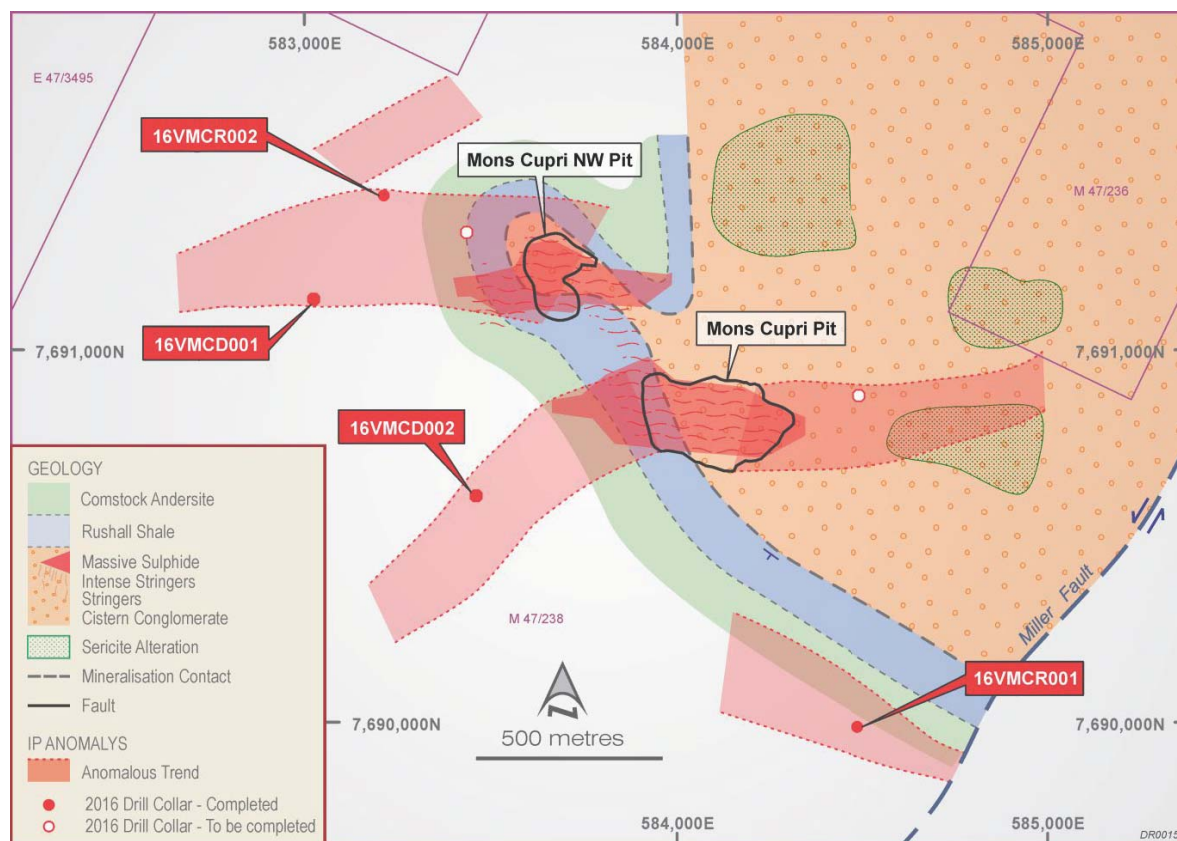 583,000E
584,000E
585,000E
E 47/3495
16VMCR002
Mons Cupri NW Pit
M 47/236
16VMCD001
7,691,000N
Mons Cupri Pit
7,691,000N
16VMCD002
GEOLOGY
Comstock Andersite
Rushall Shale
Massive Sulphide
Intense Stringers
Stringers
Cistern Conglomerate
Sericite Alteration
Mineralisation Contact
Fault
IP ANOMALYS
Anomalous Trend
2016 Drill Collar - Completed
2016 Drill Collar - To be completed
M 47/238
Miller Fault
16VMCR001
7,690,000N
N
500 metres
7,690,000N
584,000E
585,000E
DR0015